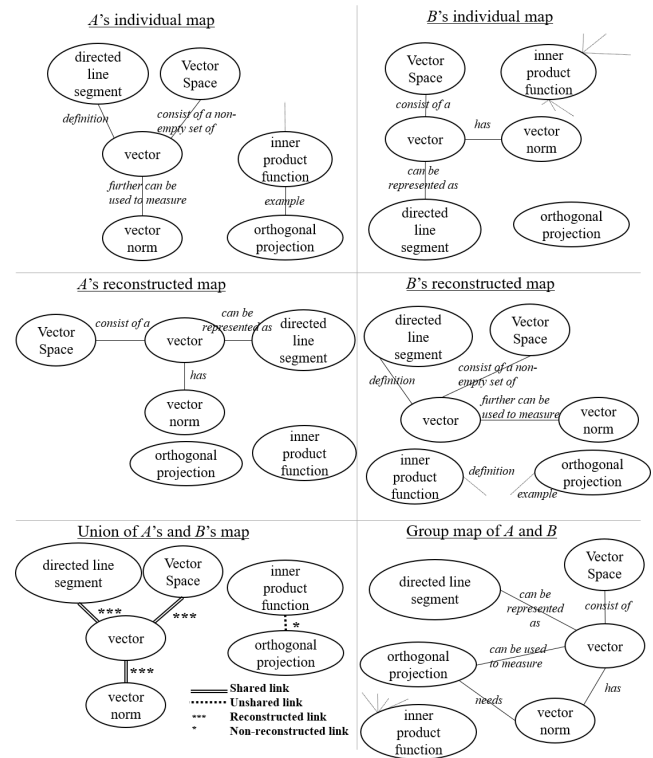 A's individual map
directed
line
segment
Vector
Space
definition
consist of a non-
empty set of
vector
inner
product
function
further can be
used to measure
example
vector
norm
orthogonal
projection
B's individual map
Vector
Space
inner
product
function
consist of a
vector
has
vector
norm
can be
represented as
directed
line
segment
orthogonal
projection
A's reconstructed map
Vector
Space
consist of a
vector
can be
represented as
directed
line
segment
has
vector
norm
orthogonal
projection
inner
product
function
B's reconstructed map
directed
line
segment
Vector
Space
definition
consist of a non-
empty set of
vector
further can be
used to measure
vector
norm
inner
product
function
definition
example
orthogonal
projection
Union of A's and B's map
directed line
segment
Vector
Space
inner
product
function
***
***
vector
*
orthogonal
projection
***
vector
norm
Shared link
Unshared link
*** Reconstructed link
* Non-reconstructed link
Group map of A and B
Vector
Space
directed line
segment
can be
represented
as
consist of
vector
orthogonal
projection
can be used
to measure
has
needs
inner
product
function
vector
norm